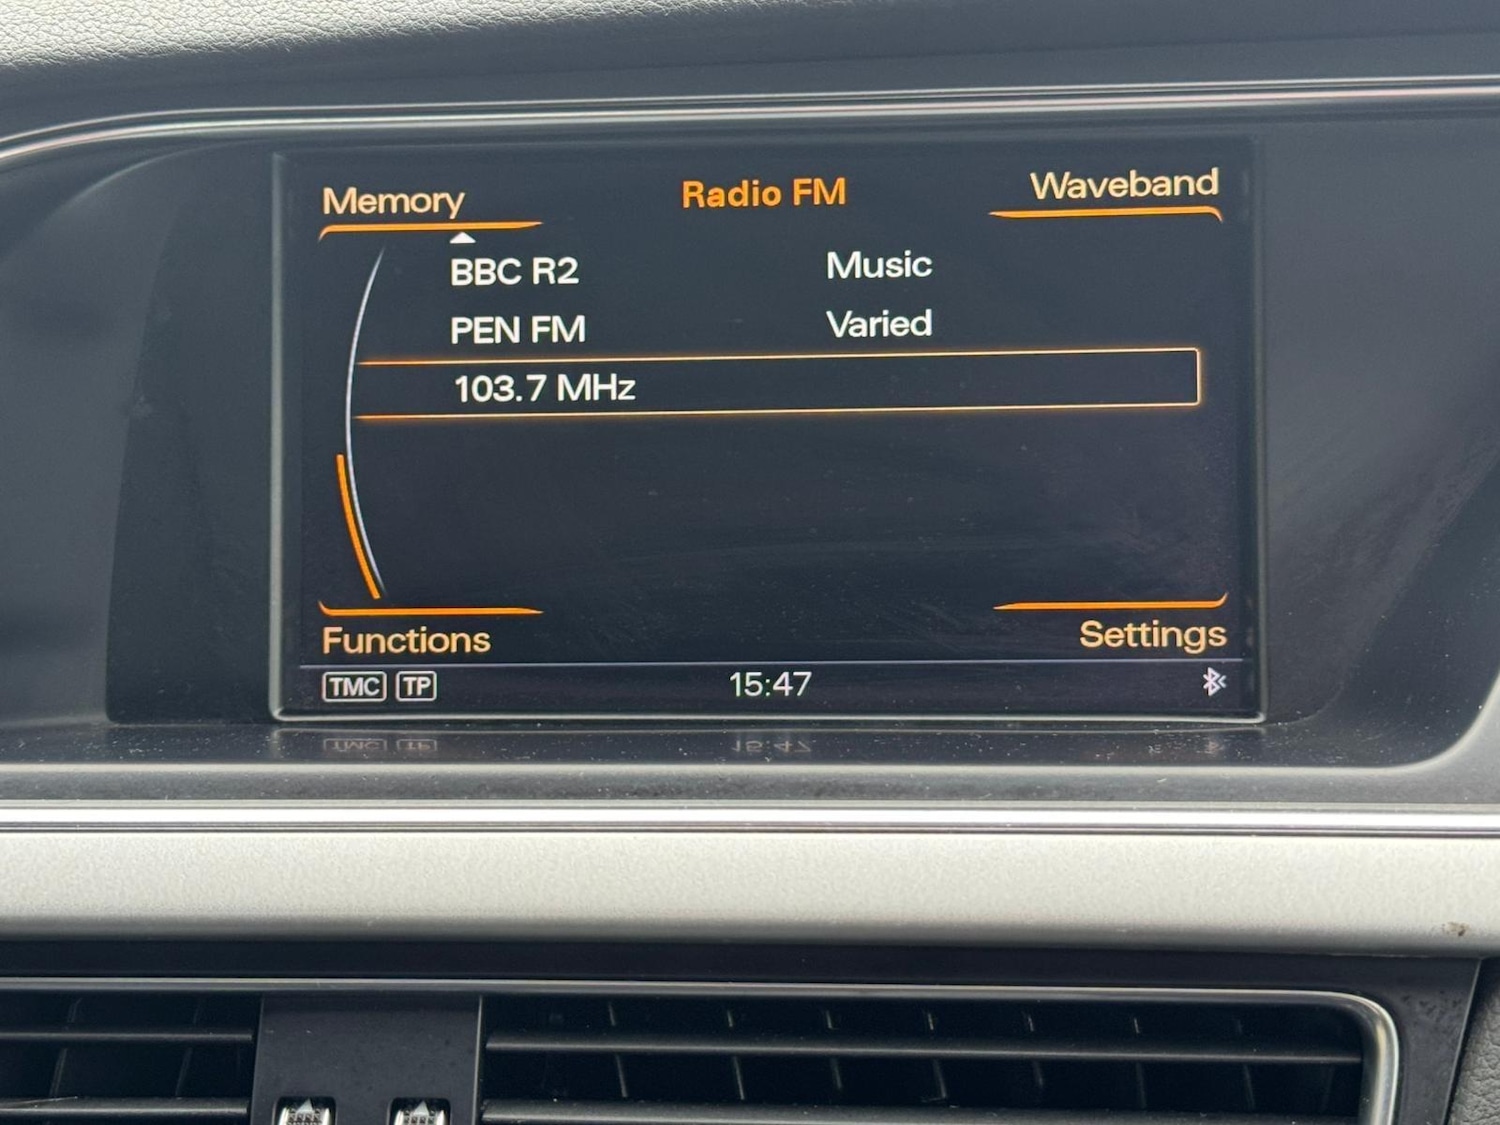 Memory Radio FM Waveband
BBC R2 Music
PEN FM Varied
103.7 MHz
Functions Settings
TMC TP 15:47